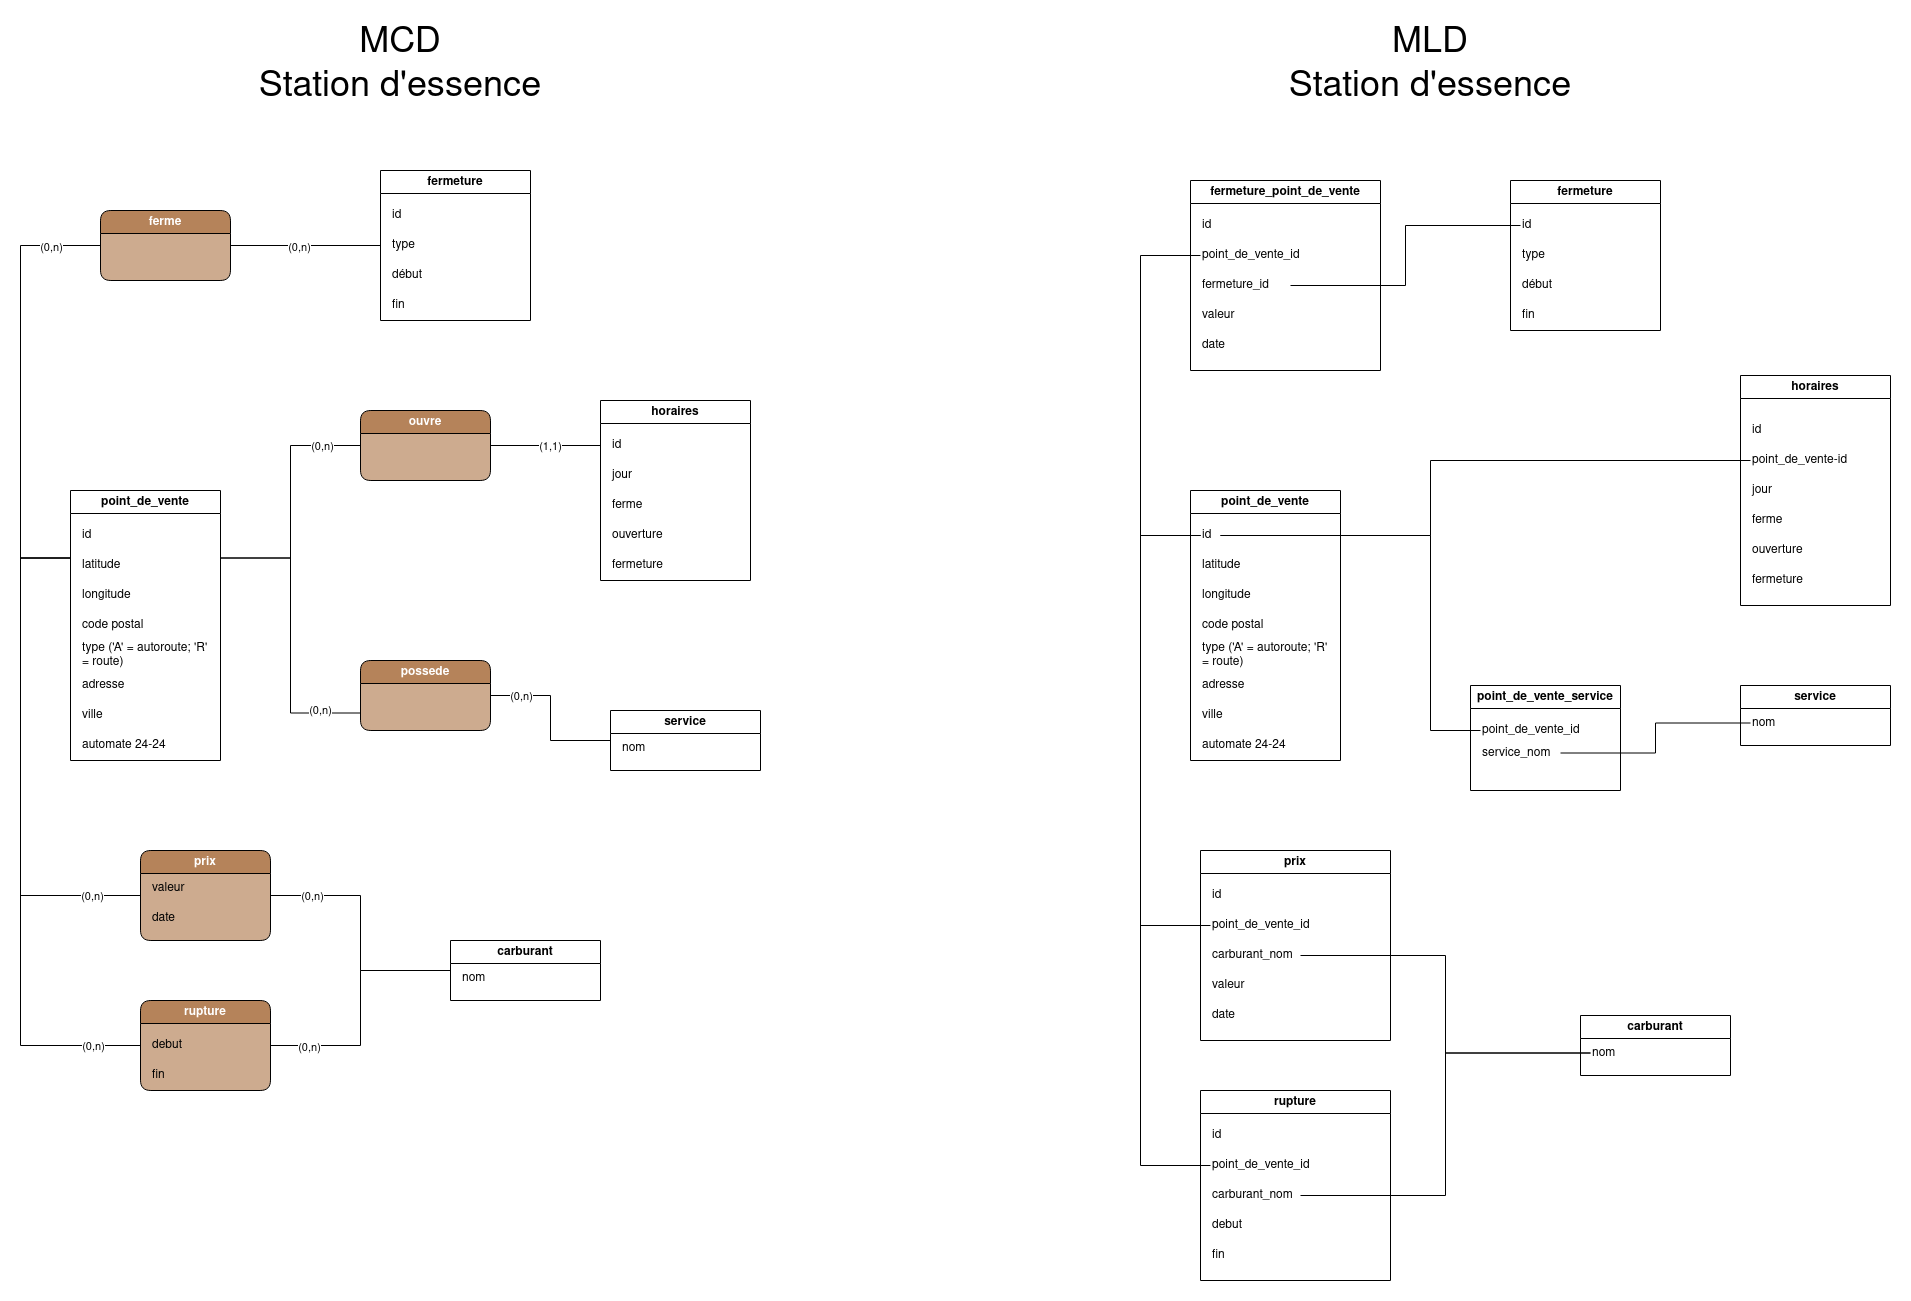 MCD
Station d'essence
fermeture
id
type
début
fin
ferme
(0,n)
(0,n)
ouvre
(0,n)
(1,1)
horaires
id
jour
ferme
ouverture
fermeture
point_de_vente
id
latitude
longitude
code postal
type ('A' = autoroute; 'R'
= route)
adresse
ville
automate 24-24
possede
(0,n)
(0,n)
service
nom
prix
valeur
date
(0,n)
(0,n)
carburant
nom
rupture
debut
fin
(0,n)
(0,n)
MLD
Station d'essence
fermeture_point_de_vente
id
point_de_vente_id
fermeture_id
valeur
date
fermeture
id
type
début
fin
horaires
id
point_de_vente-id
jour
ferme
ouverture
fermeture
point_de_vente
id
latitude
longitude
code postal
type ('A' = autoroute; 'R'
= route)
adresse
ville
automate 24-24
point_de_vente_service
point_de_vente_id
service_nom
service
nom
prix
id
point_de_vente_id
carburant_nom
valeur
date
carburant
nom
rupture
id
point_de_vente_id
carburant_nom
debut
fin